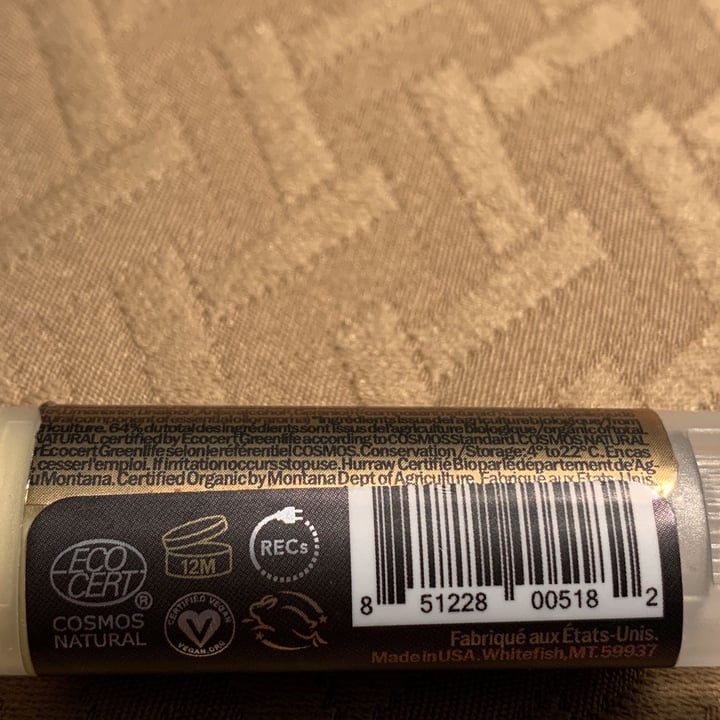 culture. 64% du total des ingrédients sont issus de l'agriculture biologique/organic of total.
NATURAL certified by Ecocert Greenlife according to COSMOS Standard. COSMOS NATURAL
Ecocert Greenlife selon le référentiel COSMOS. Conservation / Storage: 4° to 22°C. En cas
, cesser l'emploi. If irritation occurs stop use. Hurraw Certifié Bio par le département de Ag-
Montana. Certified Organic by Montana Dept of Agriculture. Fabriqué aux États-Unis.
ECO
CERT®
COSMOS
NATURAL
12M
RECs
CERTIFIED VEGAN
VEGAN.ORG
8 51228 00518 2
Fabriqué aux États-Unis.
Made in USA. Whitefish, MT. 59937